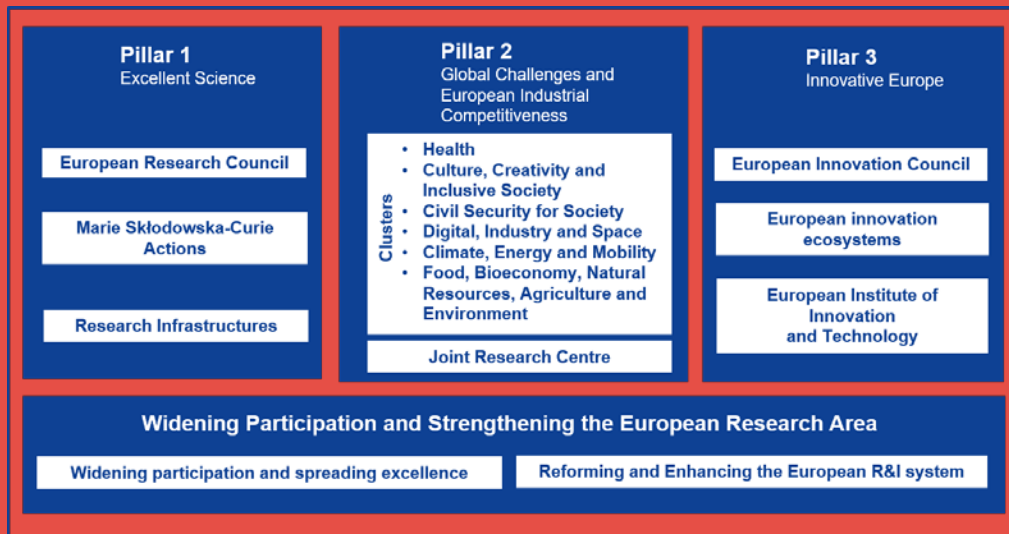 Pillar 1
Excellent Science
European Research Council
Marie Skłodowska-Curie
Actions
Research Infrastructures
Pillar 2
Global Challenges and
European Industrial
Competitiveness
Clusters
• Health
• Culture, Creativity and
Inclusive Society
• Civil Security for Society
• Digital, Industry and Space
• Climate, Energy and Mobility
• Food, Bioeconomy, Natural
Resources, Agriculture and
Environment
Joint Research Centre
Pillar 3
Innovative Europe
European Innovation Council
European innovation
ecosystems
European Institute of
Innovation
and Technology
Widening Participation and Strengthening the European Research Area
Widening participation and spreading excellence
Reforming and Enhancing the European R&I system